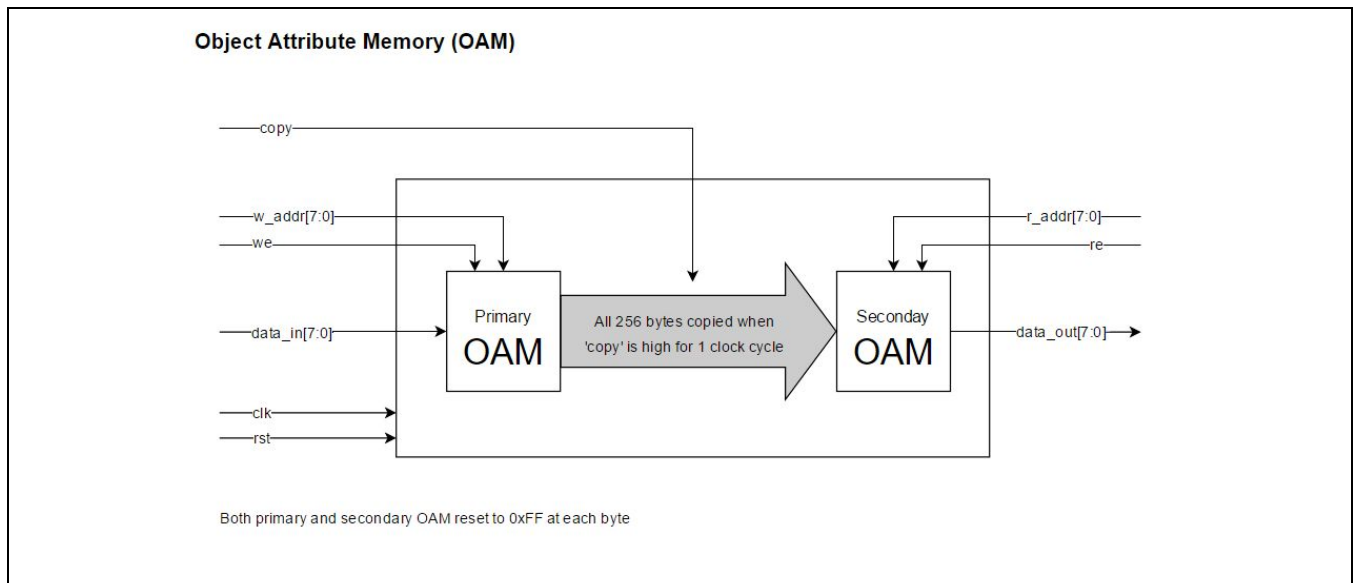 Object Attribute Memory (OAM)
copy
w_addr[7:0]
we
r_addr[7:0]
re
Primary
OAM
All 256 bytes copied when
'copy' is high for 1 clock cycle
Seconday
OAM
data_in[7:0]
data_out[7:0]
clk
rst
Both primary and secondary OAM reset to 0xFF at each byte